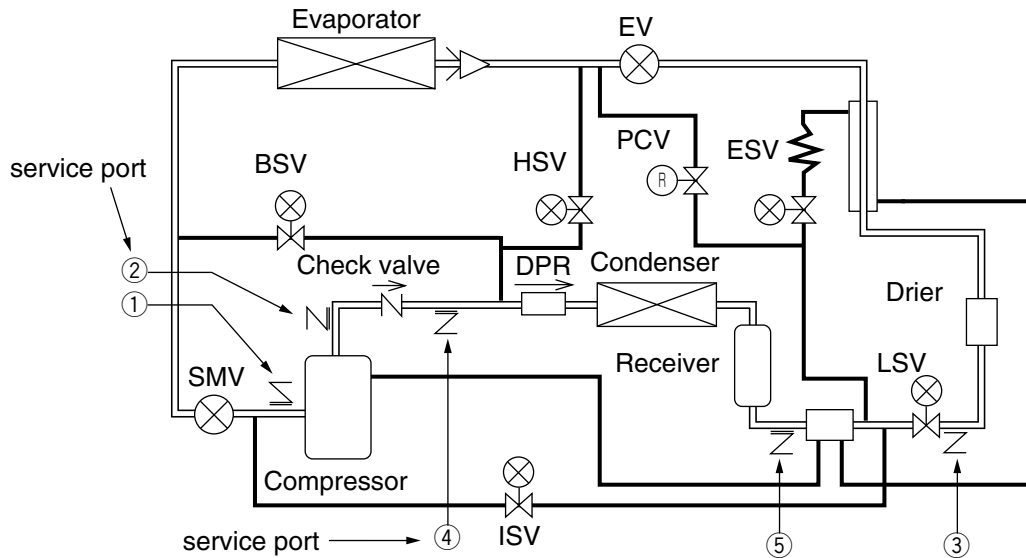 Evaporator
EV
PCV
ESV
HSV
BSV
service port
②
Check valve
DPR
Condenser
①
Drier
SMV
Receiver
LSV
Compressor
ISV
service port
④
⑤
③
R